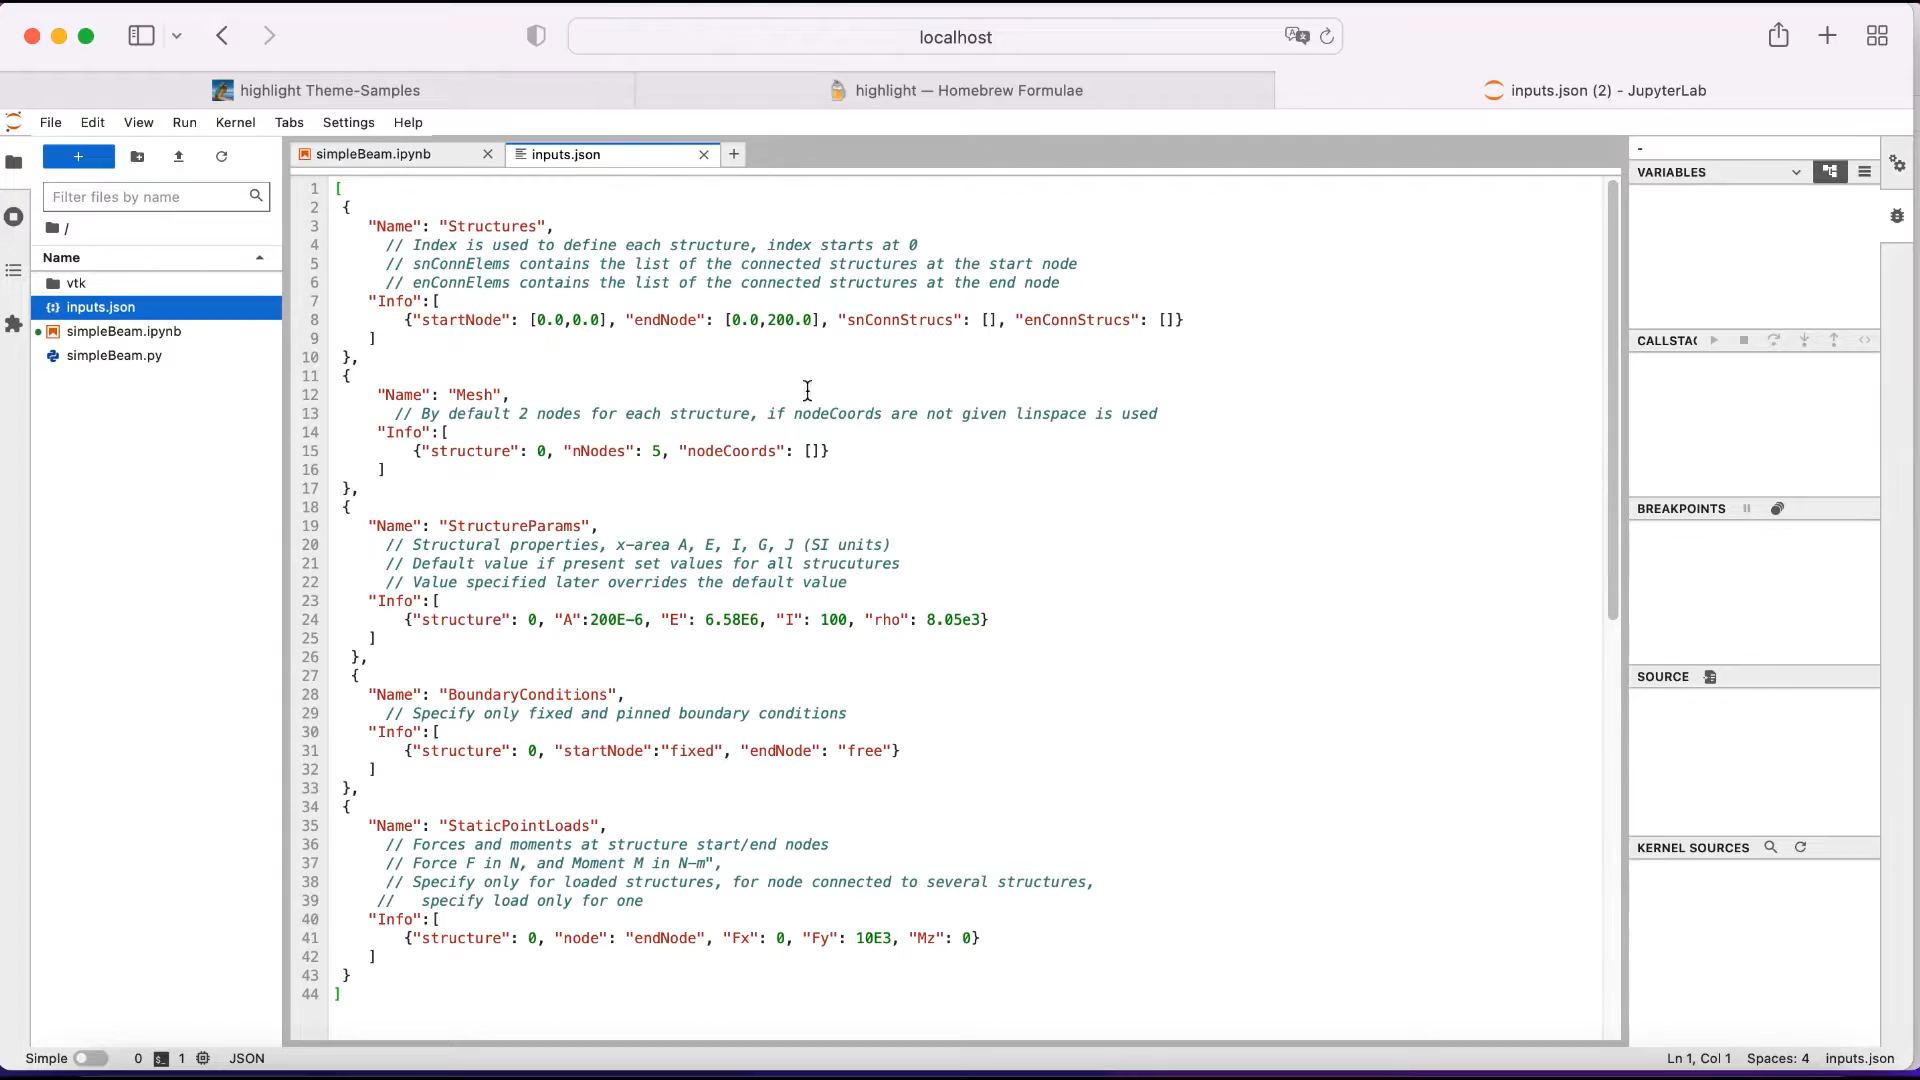 localhost
highlight Theme-Samples
highlight — Homebrew Formulae
inputs.json (2) - JupyterLab
File Edit View Run Kernel Tabs Settings Help
+
simpleBeam.ipynb
inputs.json
Filter files by name
/
Name
vtk
inputs.json
simpleBeam.ipynb
simpleBeam.py
1 [
2 {
3 "Name": "Structures",
4 // Index is used to define each structure, index starts at 0
5 // snConnElems contains the list of the connected structures at the start node
6 // enConnElems contains the list of the connected structures at the end node
7 "Info":[
8 {"startNode": [0.0,0.0], "endNode": [0.0,200.0], "snConnStrucs": [], "enConnStrucs": []}
9 ]
10 },
11 {
12 "Name": "Mesh",
13 // By default 2 nodes for each structure, if nodeCoords are not given linspace is used
14 "Info":[
15 {"structure": 0, "nNodes": 5, "nodeCoords": []}
16 ]
17 },
18 {
19 "Name": "StructureParams",
20 // Structural properties, x-area A, E, I, G, J (SI units)
21 // Default value if present set values for all strucutures
22 // Value specified later overrides the default value
23 "Info":[
24 {"structure": 0, "A":200E-6, "E": 6.58E6, "I": 100, "rho": 8.05e3}
25 ]
26 },
27 {
28 "Name": "BoundaryConditions",
29 // Specify only fixed and pinned boundary conditions
30 "Info":[
31 {"structure": 0, "startNode":"fixed", "endNode": "free"}
32 ]
33 },
34 {
35 "Name": "StaticPointLoads",
36 // Forces and moments at structure start/end nodes
37 // Force F in N, and Moment M in N-m",
38 // Specify only for loaded structures, for node connected to several structures,
39 // specify load only for one
40 "Info":[
41 {"structure": 0, "node": "endNode", "Fx": 0, "Fy": 10E3, "Mz": 0}
42 ]
43 }
44 ]
-
VARIABLES
CALLSTAC
BREAKPOINTS
SOURCE
KERNEL SOURCES
Simple 0 1 JSON
Ln 1, Col 1 Spaces: 4 inputs.json